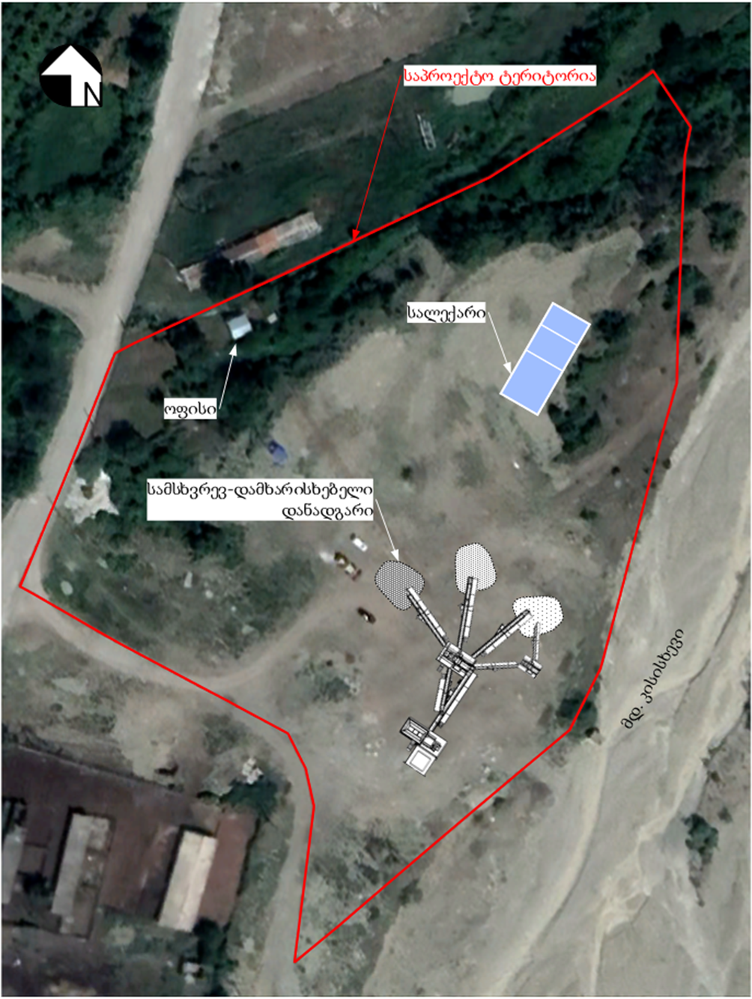 N
საპროექტო ტერიტორია
სალექარი
ოფისი
სამსხვრევ-დამხარისხებელი
დანადგარი
მდ. კისისხევი